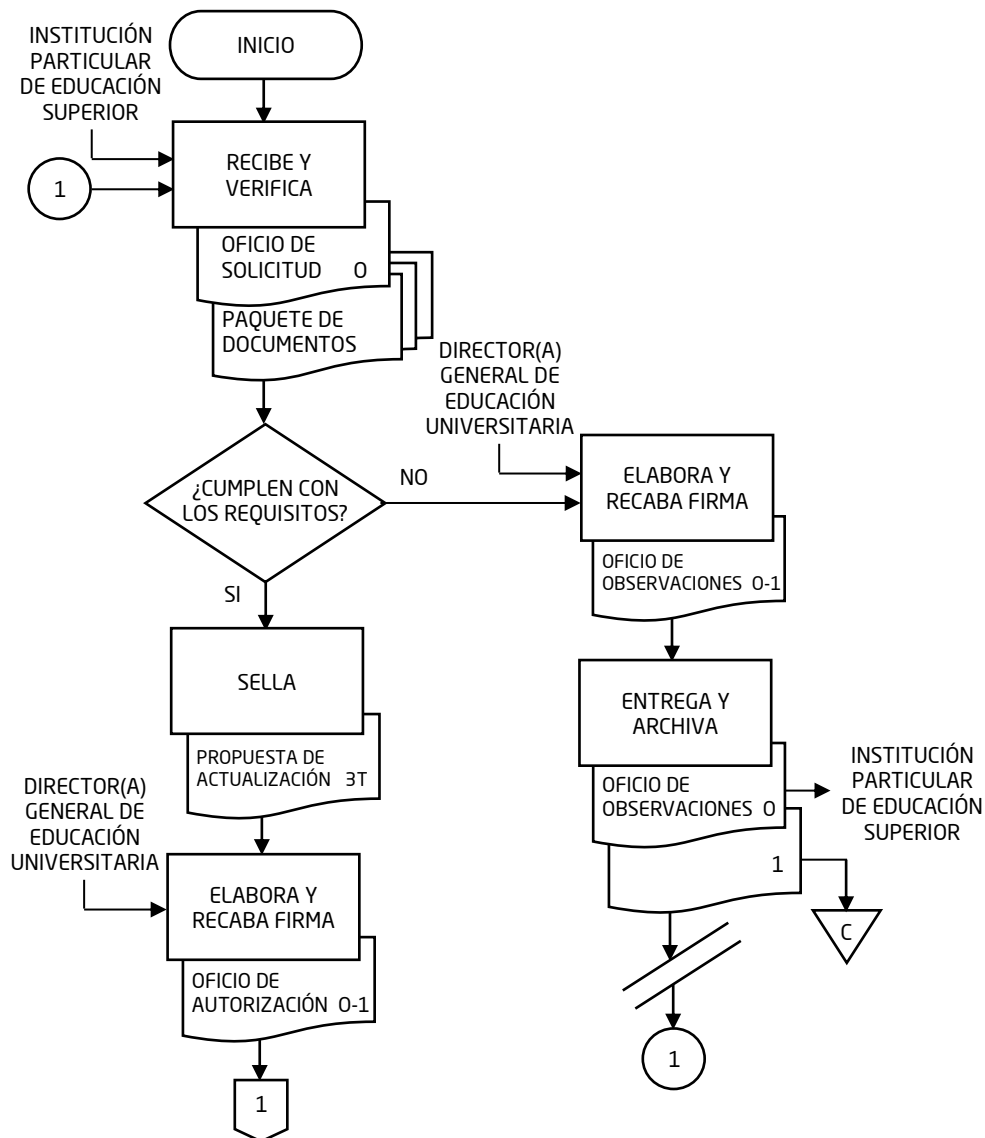 INICIO
INSTITUCIÓN
PARTICULAR
DE EDUCACIÓN
SUPERIOR
1
RECIBE Y
VERIFICA
OFICIO DE
SOLICITUD O
PAQUETE DE
DOCUMENTOS
¿CUMPLEN CON
LOS REQUISITOS?
NO
DIRECTOR(A)
GENERAL DE
EDUCACIÓN
UNIVERSITARIA
ELABORA Y
RECABA FIRMA
OFICIO DE
OBSERVACIONES O-1
ENTREGA Y
ARCHIVA
OFICIO DE
OBSERVACIONES O
1
INSTITUCIÓN
PARTICULAR
DE EDUCACIÓN
SUPERIOR
C
1
SI
SELLA
PROPUESTA DE
ACTUALIZACIÓN 3T
DIRECTOR(A)
GENERAL DE
EDUCACIÓN
UNIVERSITARIA
ELABORA Y
RECABA FIRMA
OFICIO DE
AUTORIZACIÓN O-1
1